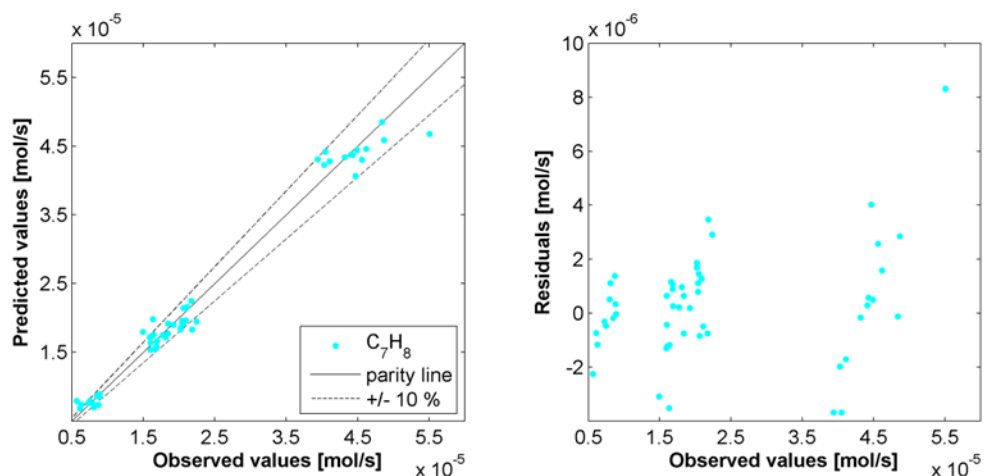 x 10⁻⁵
5.5
4.5
3.5
2.5
1.5
Predicted values [mol/s]
C₇H₈
parity line
+/- 10 %
0.5 1.5 2.5 3.5 4.5 5.5
Observed values [mol/s]
x 10⁻⁵
x 10⁻⁶
10
8
6
4
2
0
-2
Residuals [mol/s]
0.5 1.5 2.5 3.5 4.5 5.5
Observed values [mol/s]
x 10⁻⁵